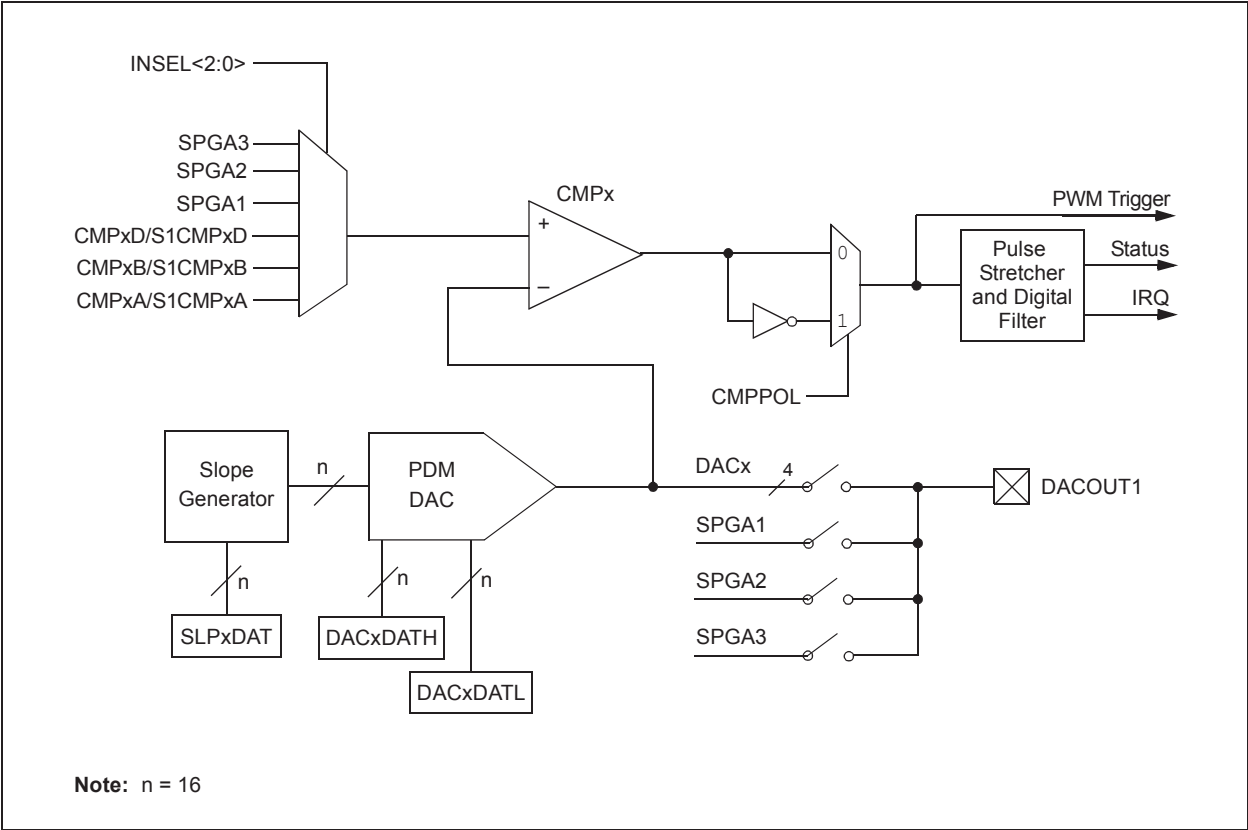 INSEL<2:0>
SPGA3
SPGA2
SPGA1
CMPxD/S1CMPxD
CMPxB/S1CMPxB
CMPxA/S1CMPxA
CMPx
+
–
0
1
CMPPOL
PWM Trigger
Pulse
Stretcher
and Digital
Filter
Status
IRQ
Slope
Generator
n
PDM
DAC
n
n
n
SLPxDAT
DACxDATH
DACxDATL
DACx
4
SPGA1
SPGA2
SPGA3
DACOUT1
Note: n = 16